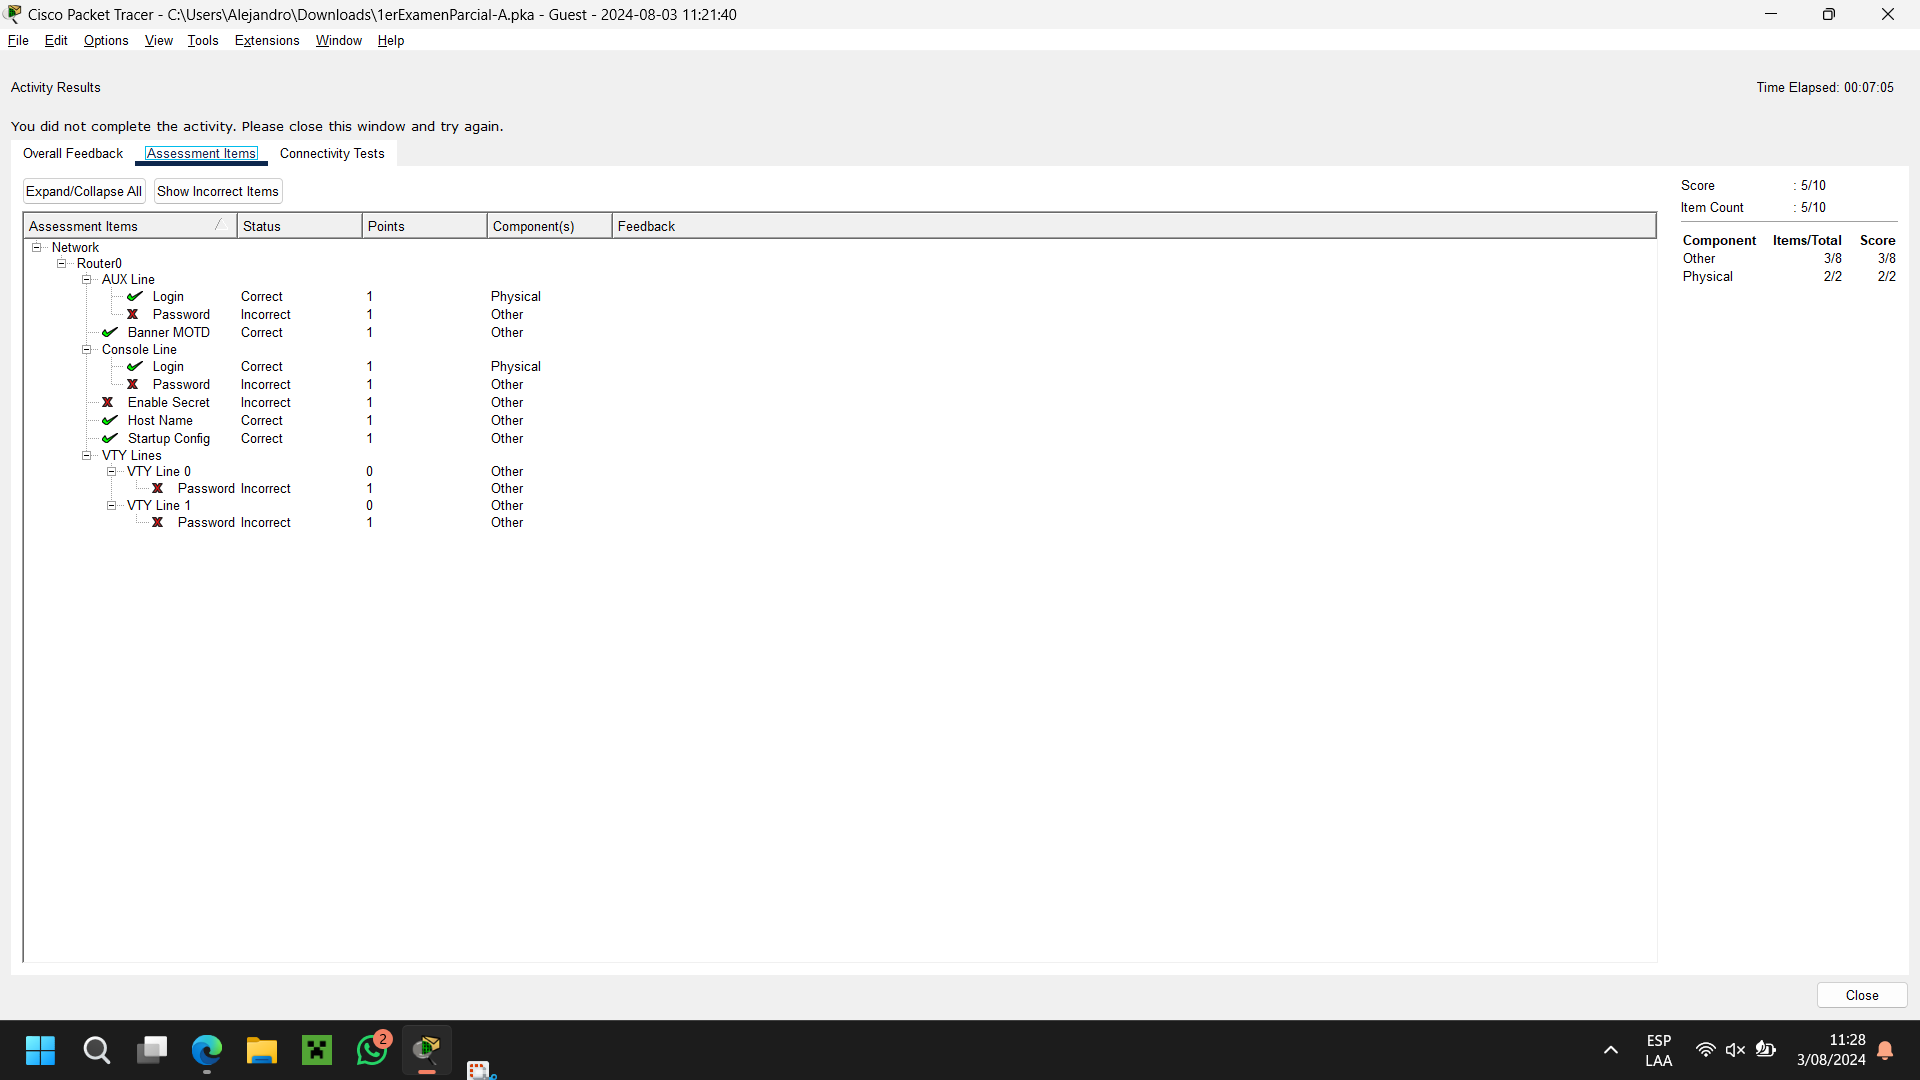 Cisco Packet Tracer - C:\Users\Alejandro\Downloads\1erExamenParcial-A.pka - Guest - 2024-08-03 11:21:40
File Edit Options View Tools Extensions Window Help
Activity Results Time Elapsed: 00:07:05
You did not complete the activity. Please close this window and try again.
Overall Feedback Assessment Items Connectivity Tests
Expand/Collapse All Show Incorrect Items
Assessment Items Status Points Component(s) Feedback
Network
Router0
AUX Line
Login Correct 1 Physical
Password Incorrect 1 Other
Banner MOTD Correct 1 Other
Console Line
Login Correct 1 Physical
Password Incorrect 1 Other
Enable Secret Incorrect 1 Other
Host Name Correct 1 Other
Startup Config Correct 1 Other
VTY Lines
VTY Line 0 0 Other
Password Incorrect 1 Other
VTY Line 1 0 Other
Password Incorrect 1 Other
Score : 5/10
Item Count : 5/10
Component Items/Total Score
Other 3/8 3/8
Physical 2/2 2/2
Close
2
ESP
LAA
11:28
3/08/2024